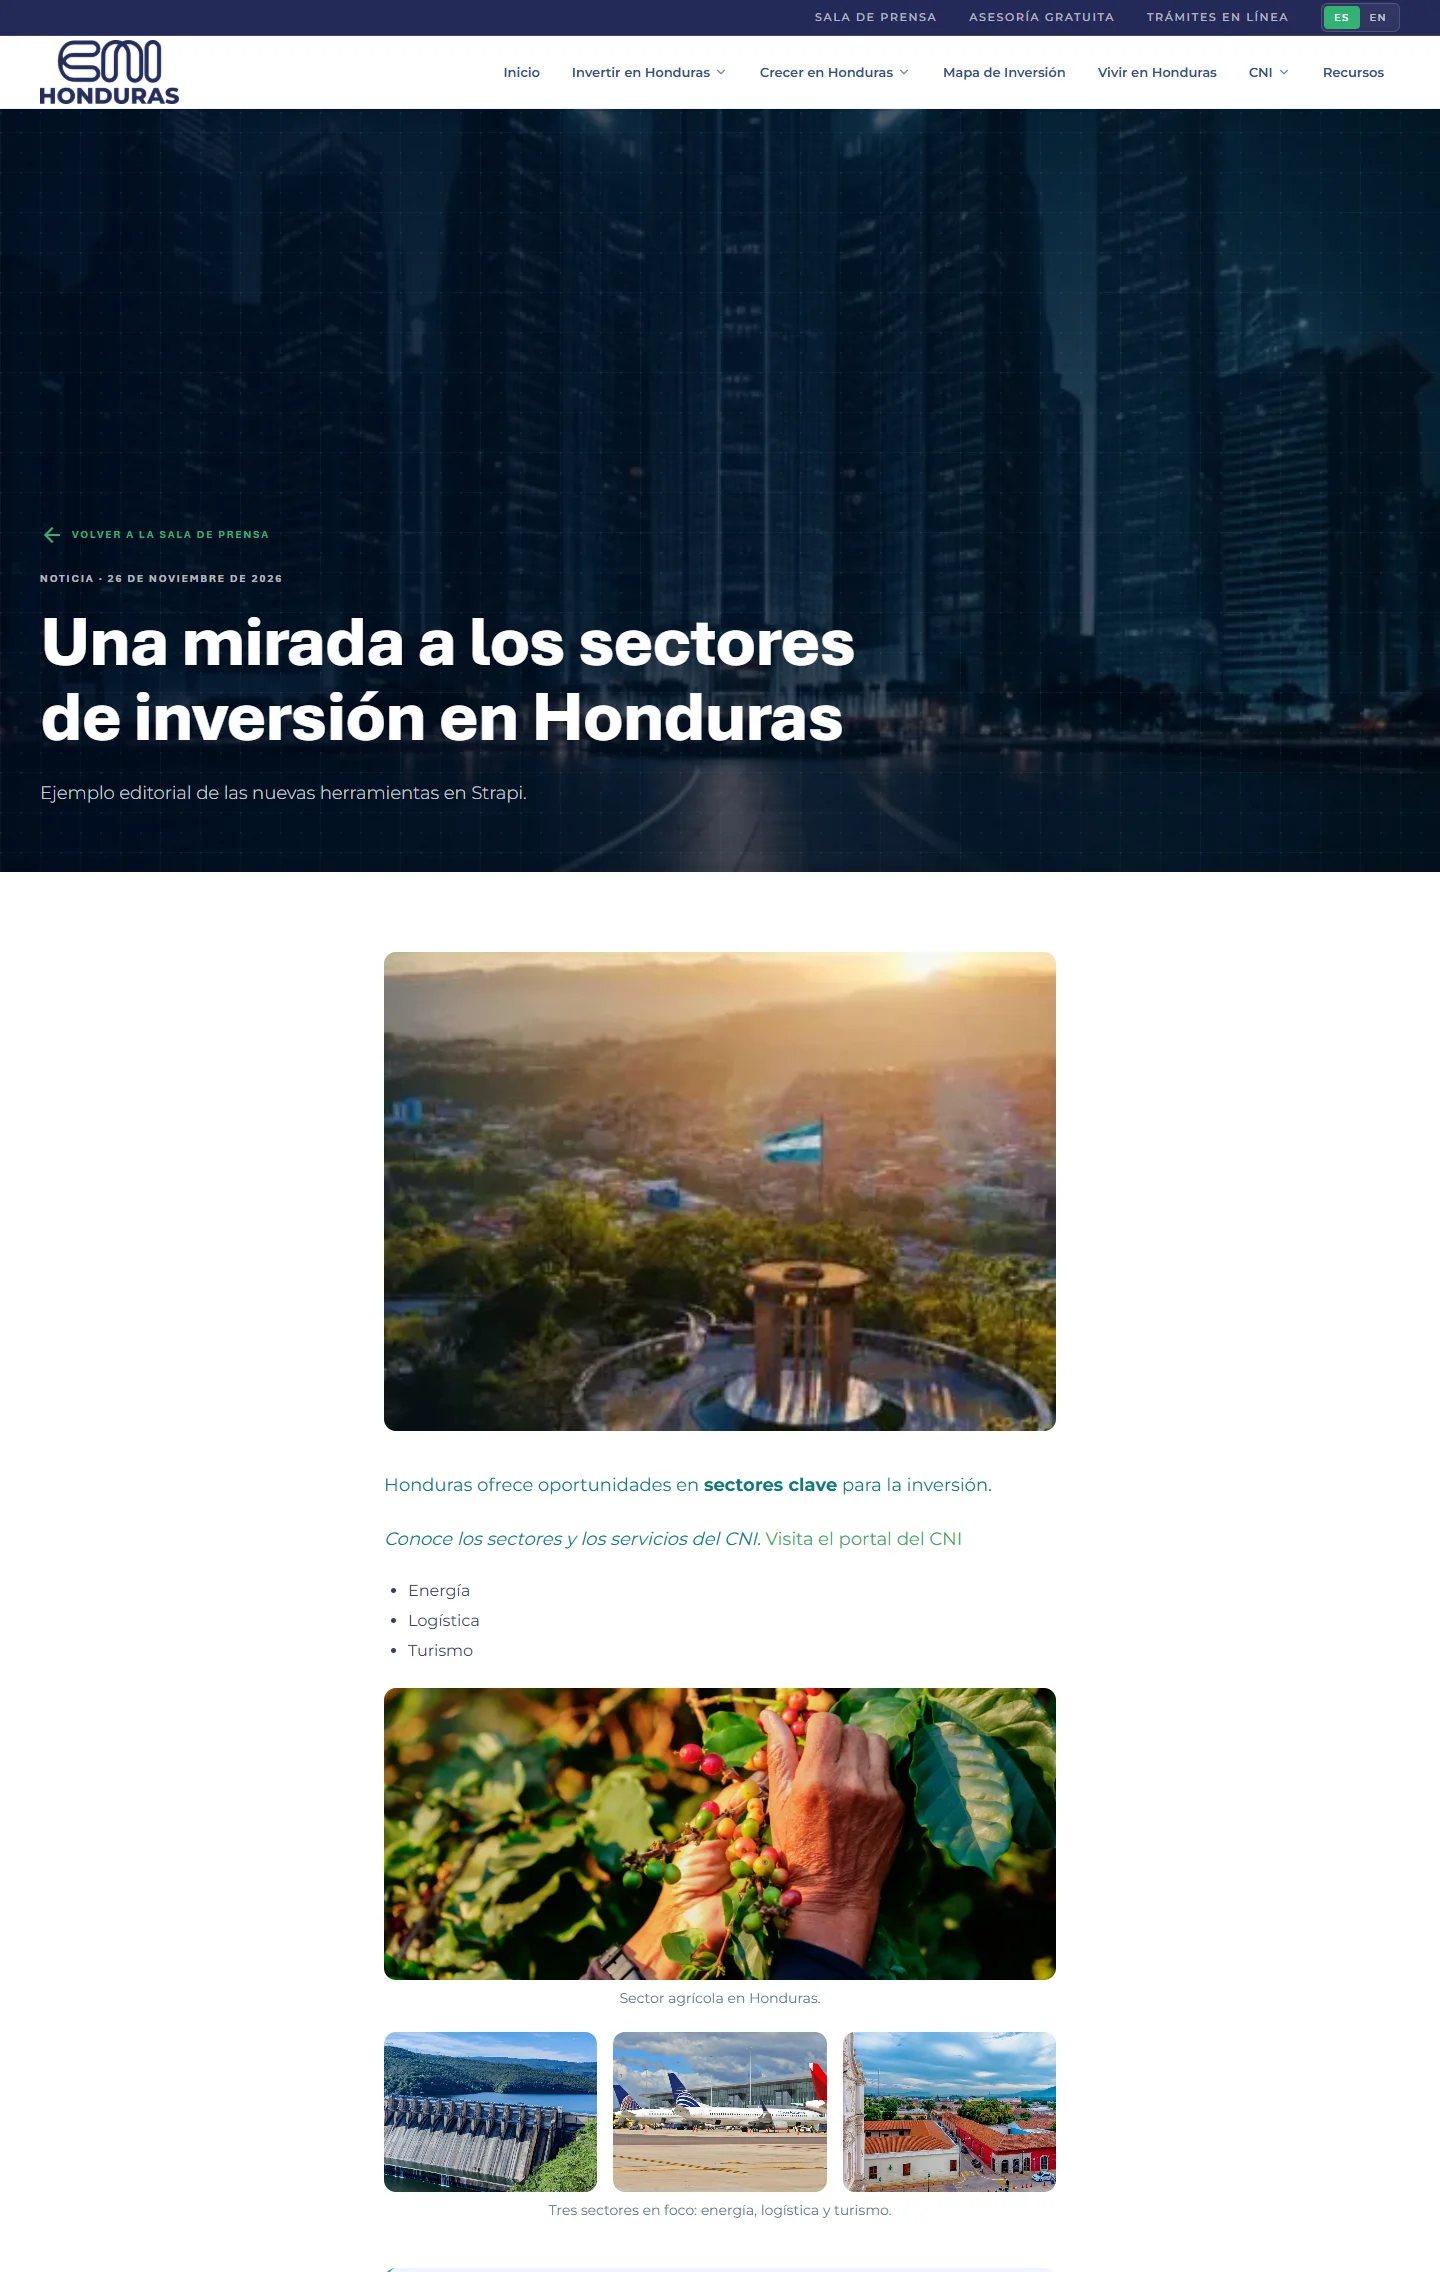 SALA DE PRENSA ASESORÍA GRATUITA TRÁMITES EN LÍNEA ES EN
CNI
HONDURAS
Inicio Invertir en Honduras Crecer en Honduras Mapa de Inversión Vivir en Honduras CNI Recursos
VOLVER A LA SALA DE PRENSA
NOTICIA · 26 DE NOVIEMBRE DE 2026
Una mirada a los sectores
de inversión en Honduras
Ejemplo editorial de las nuevas herramientas en Strapi.
Honduras ofrece oportunidades en sectores clave para la inversión.
Conoce los sectores y los servicios del CNI. Visita el portal del CNI
• Energía
• Logística
• Turismo
Sector agrícola en Honduras.
Tres sectores en foco: energía, logística y turismo.